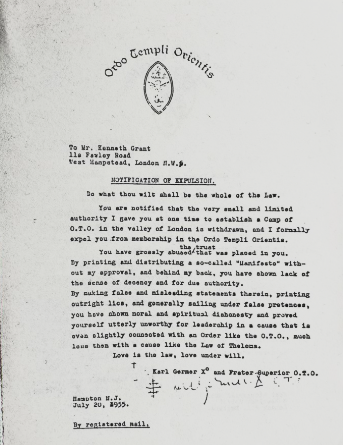 Ordo Templi Orientis
To Mr. Kenneth Grant
11a Fawley Road
West Hampstead, London N.W.6.
NOTIFICATION OF EXPULSION.
Do what thou wilt shall be the whole of the Law.
You are notified that the very small and limited
authority I gave you at one time to establish a Camp of
O.T.O. in the valley of London is withdrawn, and I formally
expel you from membership in the Ordo Templi Orientis.
the trust
You have grossly abused that was placed in you.
By printing and distributing a so-called "Manifesto" with-
out my approval, and behind my back, you have shown lack of
the sense of decency and for due authority.
By making false and misleading statements therein, printing
outright lies, and generally sailing under false pretences,
you have shown moral and spiritual dishonesty and proved
yourself utterly unworthy for leadership in a cause that is
even slightly connected with an Order like the O.T.O., much
less then with a cause like the Law of Thelema.
Love is the law, love under will.
Karl Germer X° and Frater-Superior O.T.O.
Hampton N.J.
July 20, 1955.
By registered mail.